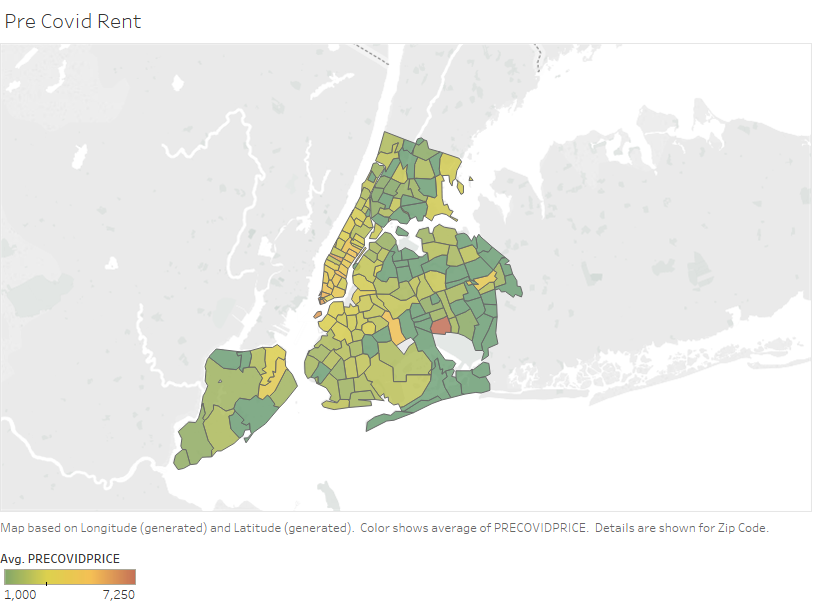 Pre Covid Rent
Map based on Longitude (generated) and Latitude (generated).  Color shows average of PRECOVIDPRICE.  Details are shown for Zip Code.
Avg. PRECOVIDPRICE
1,000 7,250